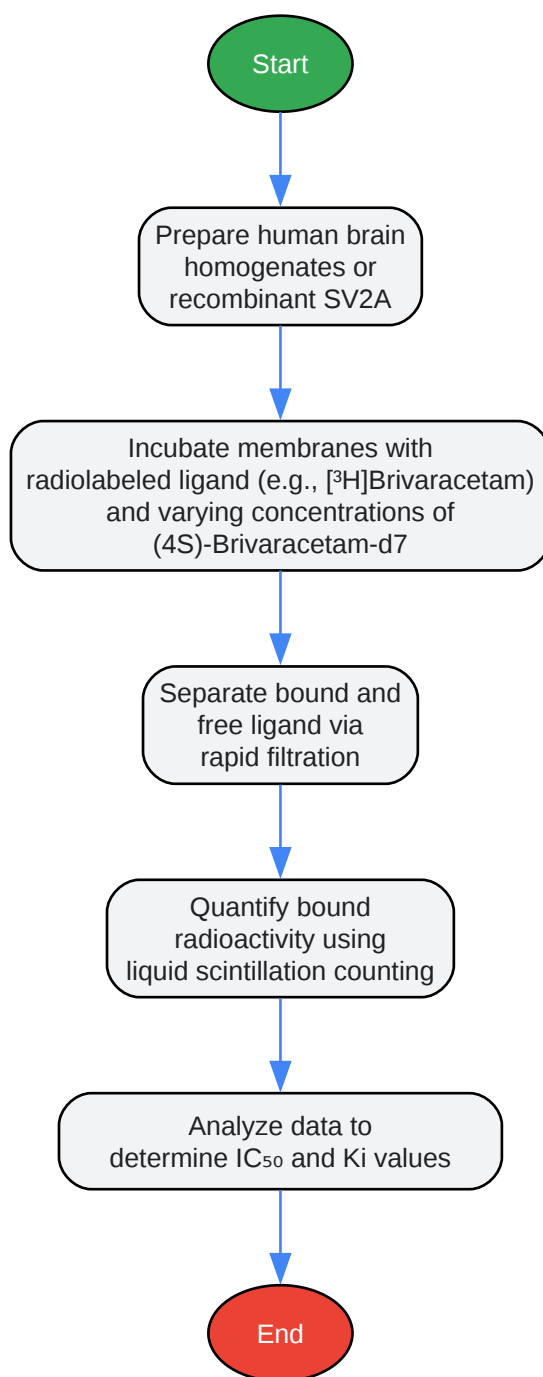 Start
Prepare human brain
homogenates or
recombinant SV2A
Incubate membranes with
radiolabeled ligand (e.g., [³H]Brivaracetam)
and varying concentrations of
(4S)-Brivaracetam-d7
Separate bound and
free ligand via
rapid filtration
Quantify bound
radioactivity using
liquid scintillation counting
Analyze data to
determine IC₅₀ and Ki values
End